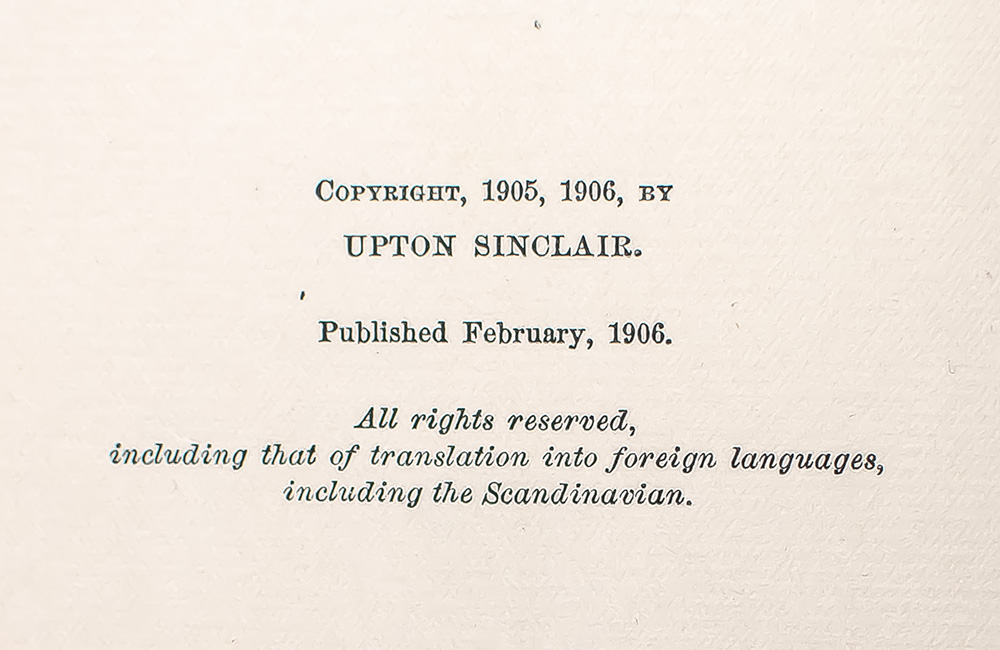 Copyright, 1905, 1906, by
UPTON SINCLAIR.
Published February, 1906.
All rights reserved,
including that of translation into foreign languages,
including the Scandinavian.